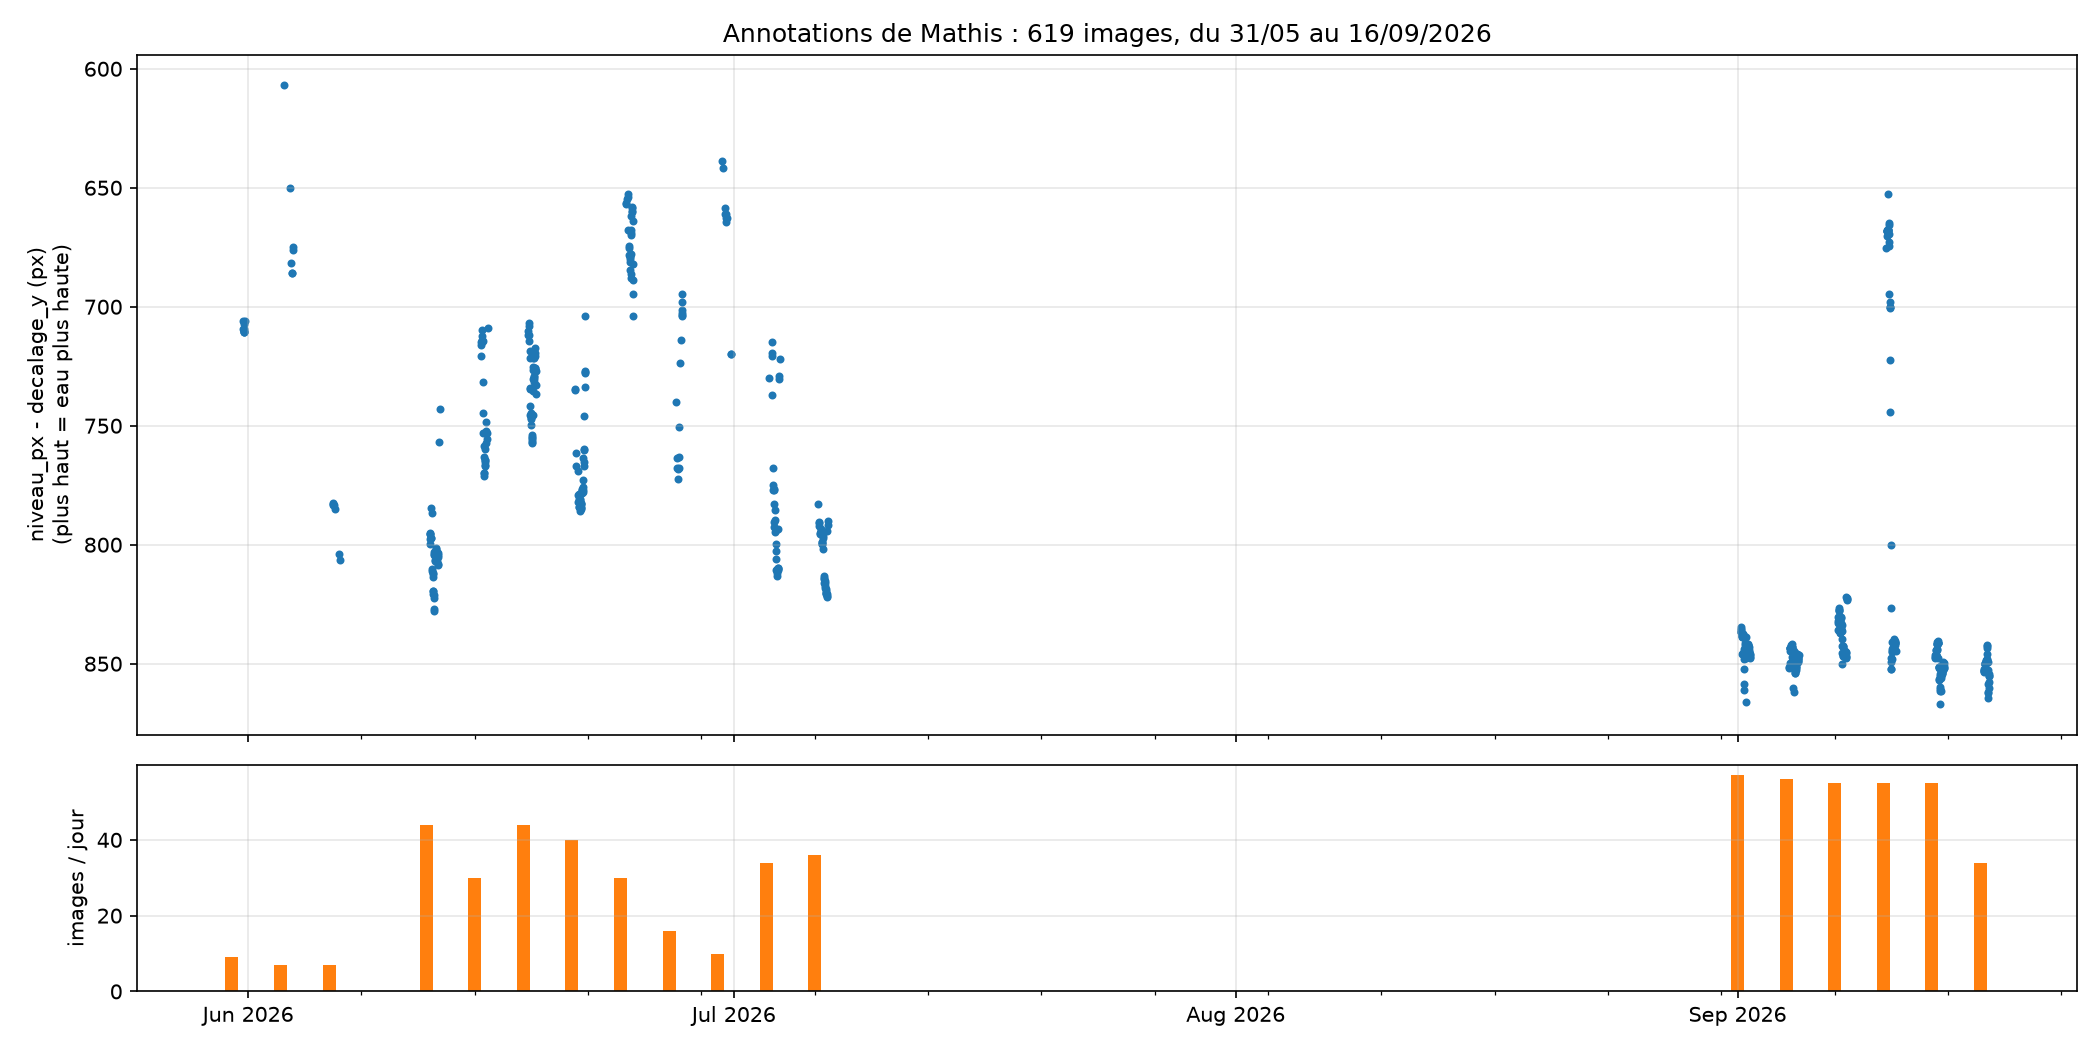 Annotations de Mathis : 619 images, du 31/05 au 16/09/2026
niveau_px - decalage_y (px)
(plus haut = eau plus haute)
600
650
700
750
800
850
images / jour
40
20
0
Jun 2026
Jul 2026
Aug 2026
Sep 2026